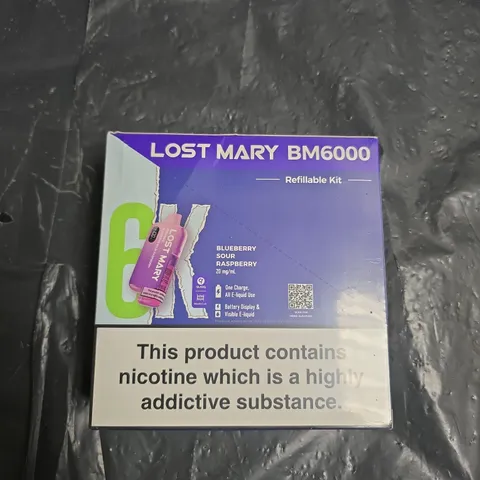 LOST MARY BM6000
Refillable Kit
6K
LOST MARY
BLUEBERRY
SOUR
RASPBERRY
20 mg/mL
One Charge,
All E-liquid Use
Battery Display &
Visible E-liquid
This product contains
nicotine which is a highly
addictive substance.